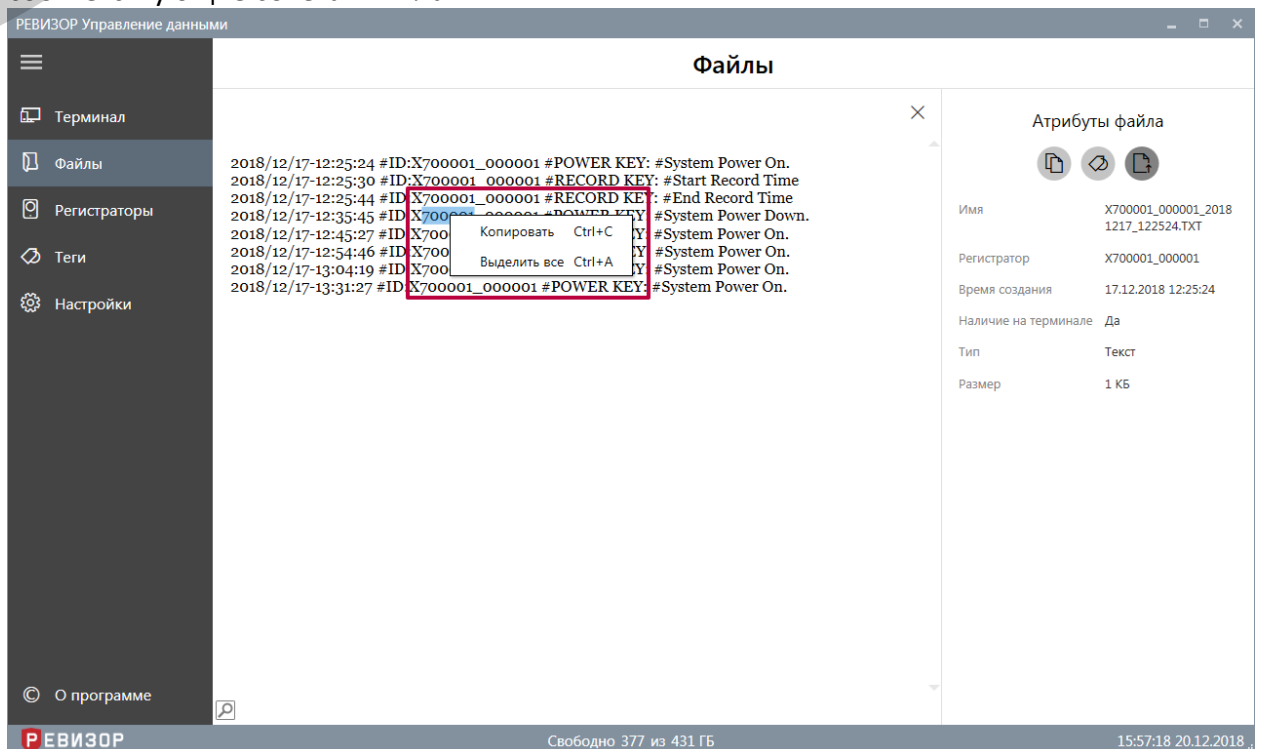 РЕВИЗОР Управление данными
Файлы
Терминал
Файлы
Регистраторы
Теги
Настройки
О программе
2018/12/17-12:25:24 #ID:X700001_000001 #POWER KEY: #System Power On.
2018/12/17-12:25:30 #ID:X700001_000001 #RECORD KEY: #Start Record Time
2018/12/17-12:25:44 #ID:X700001_000001 #RECORD KEY: #End Record Time
2018/12/17-12:35:45 #ID:X700001_000001 #POWER KEY: #System Power Down.
2018/12/17-12:45:27 #ID:X700 Y: #System Power On.
2018/12/17-12:54:46 #ID:X700 Y: #System Power On.
2018/12/17-13:04:19 #ID:X700 Y: #System Power On.
2018/12/17-13:31:27 #ID:X700001_000001 #POWER KEY: #System Power On.
Копировать Ctrl+C
Выделить все Ctrl+A
Атрибуты файла
Имя X700001_000001_2018
1217_122524.TXT
Регистратор X700001_000001
Время создания 17.12.2018 12:25:24
Наличие на терминале Да
Тип Текст
Размер 1 КБ
РЕВИЗОР
Свободно 377 из 431 ГБ
15:57:18 20.12.2018